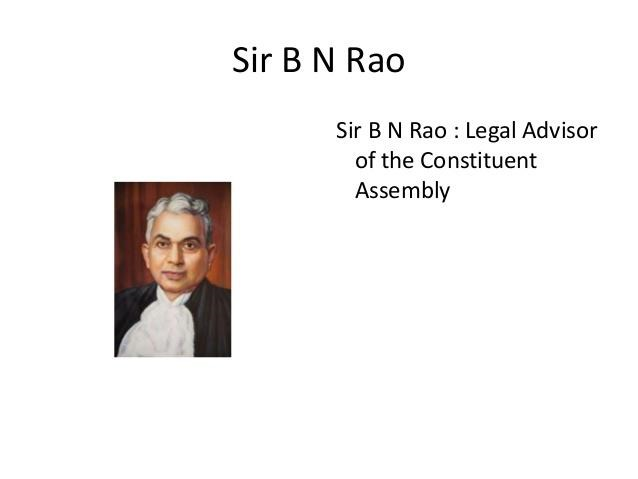 Sir B N Rao
Sir B N Rao : Legal Advisor
of the Constituent
Assembly